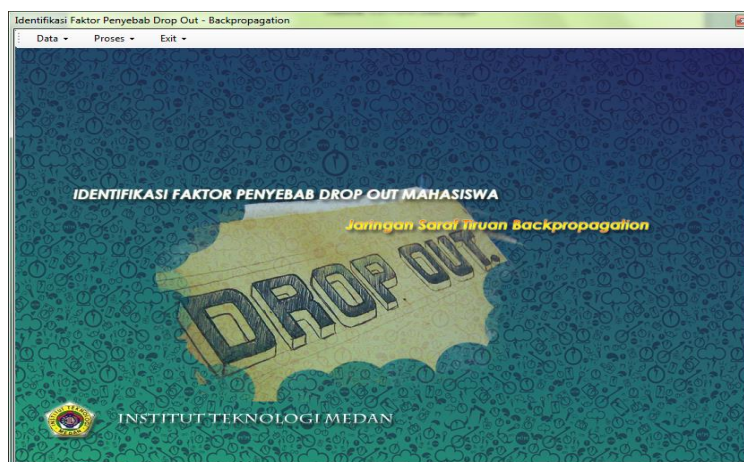 Identifikasi Faktor Penyebab Drop Out - Backpropagation
Data Proses Exit
IDENTIFIKASI FAKTOR PENYEBAB DROP OUT MAHASISWA
Jaringan Saraf Tiruan Backpropagation
DROP OUT.
INSTITUT TEKNOLOGI MEDAN